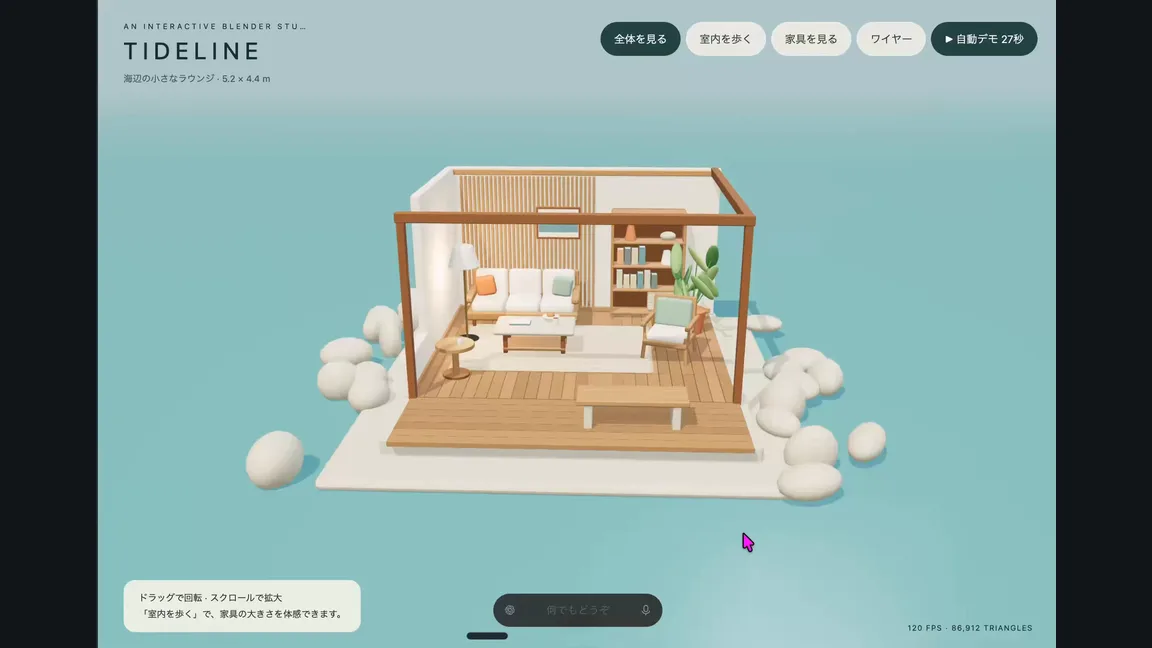 AN INTERACTIVE BLENDER STU…
TIDELINE
海辺の小さなラウンジ · 5.2 × 4.4 m
全体を見る
室内を歩く
家具を見る
ワイヤー
▶ 自動デモ 27秒
ドラッグで回転 · スクロールで拡大
「室内を歩く」で、家具の大きさを体感できます。
何でもどうぞ
120 FPS · 86,912 TRIANGLES